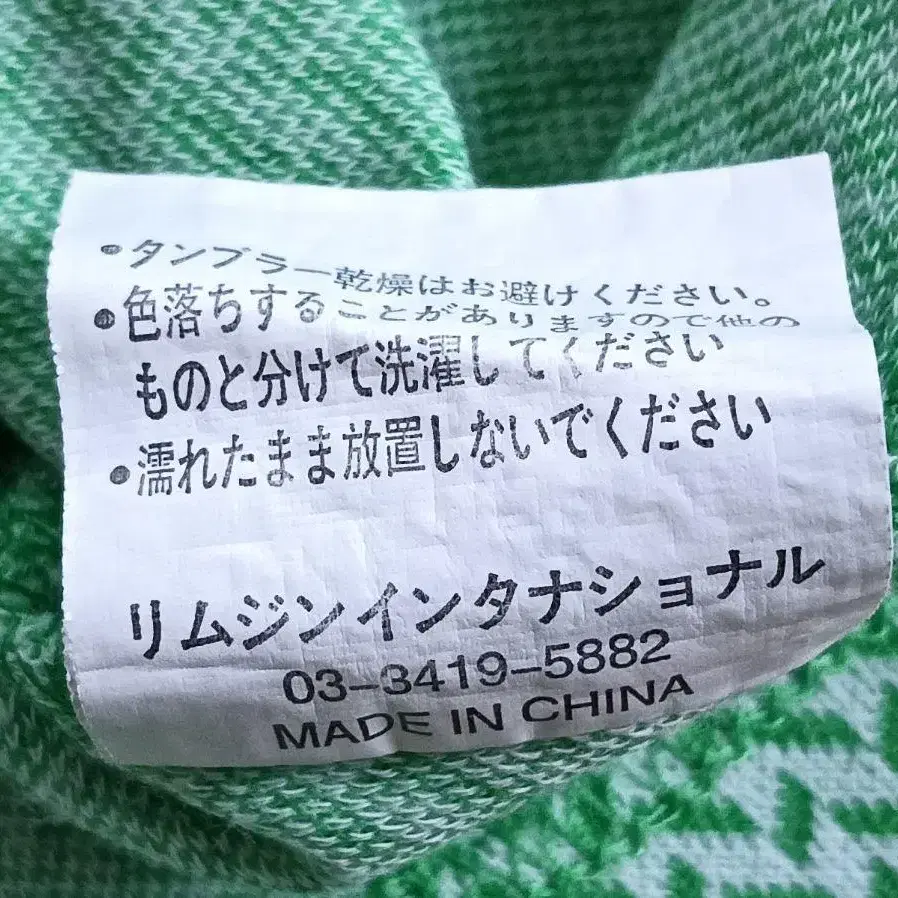 •タンブラー乾燥はお避けください。
•色落ちすることがありますので他の
ものと分けて洗濯してください
•濡れたまま放置しないでください
リムジンインタナショナル
03-3419-5882
MADE IN CHINA